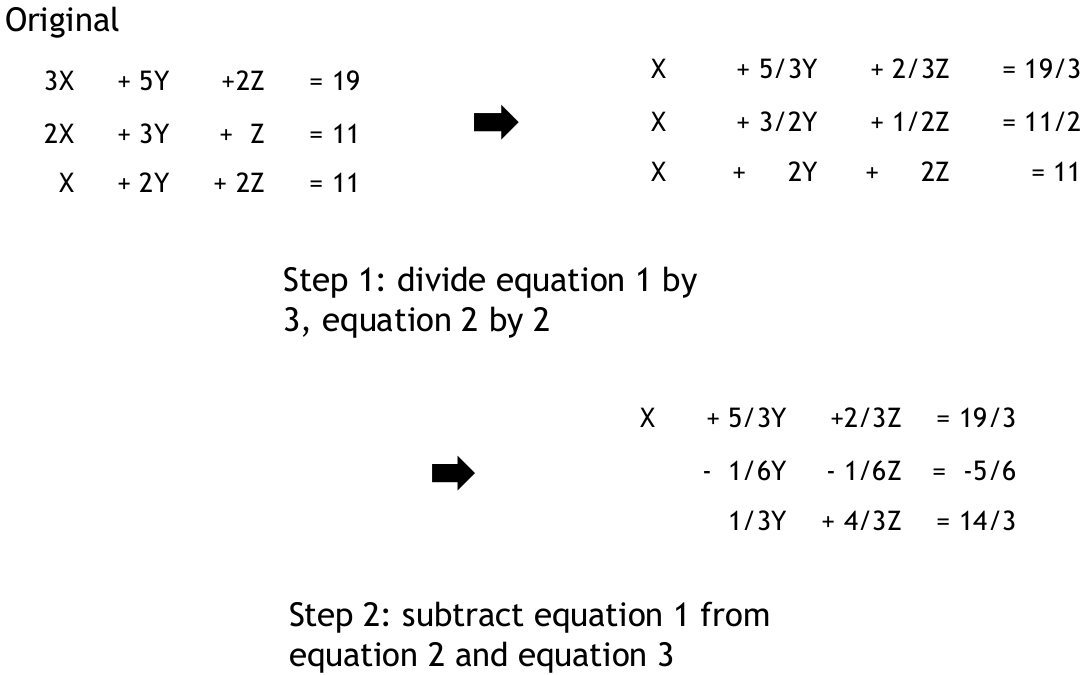 Original
3X + 5Y +2Z = 19
2X + 3Y + Z = 11
X + 2Y + 2Z = 11
X + 5/3Y + 2/3Z = 19/3
X + 3/2Y + 1/2Z = 11/2
X + 2Y + 2Z = 11
Step 1: divide equation 1 by
3, equation 2 by 2
X + 5/3Y +2/3Z = 19/3
- 1/6Y - 1/6Z = -5/6
1/3Y + 4/3Z = 14/3
Step 2: subtract equation 1 from
equation 2 and equation 3